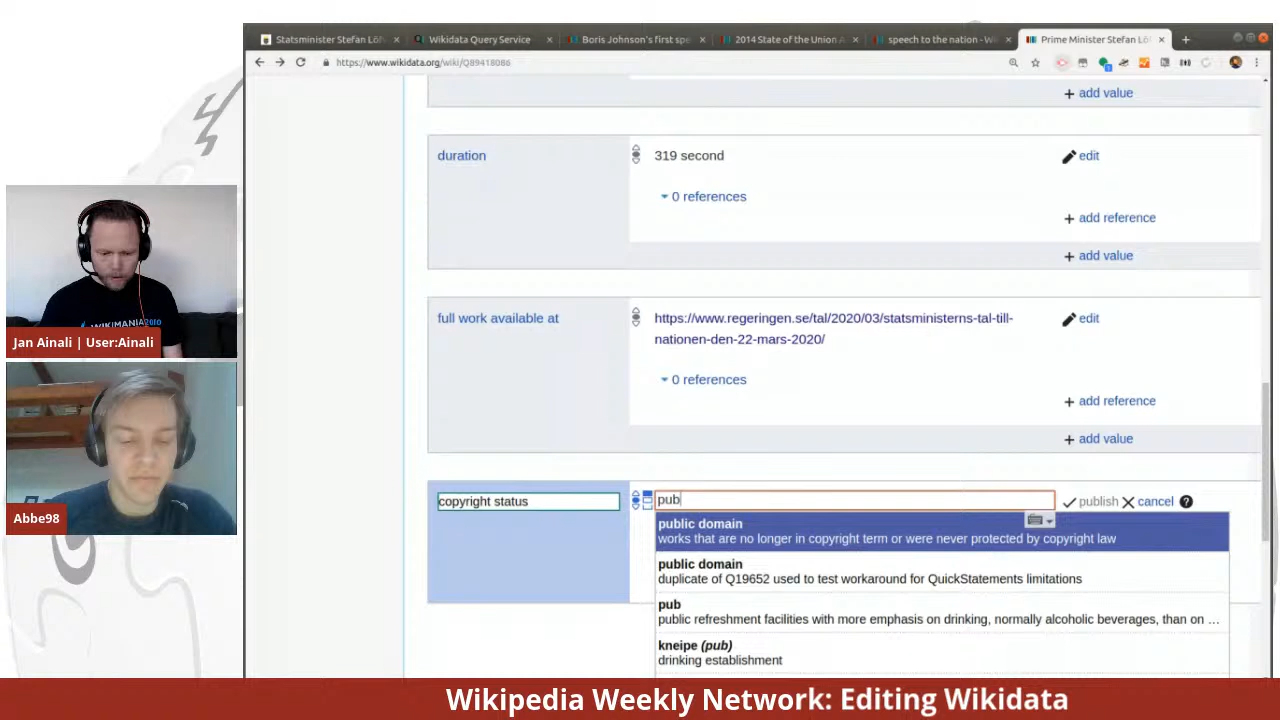 Statsminister Stefan Löf
Wikidata Query Service
Boris Johnson's first spe
2014 State of the Union A
speech to the nation - Wi
Prime Minister Stefan Lö
https://www.wikidata.org/wiki/Q89418086
+ add value
duration
319 second
edit
0 references
+ add reference
+ add value
full work available at
https://www.regeringen.se/tal/2020/03/statsministerns-tal-till-
nationen-den-22-mars-2020/
edit
0 references
+ add reference
+ add value
copyright status
pub
publish
cancel
public domain
works that are no longer in copyright term or were never protected by copyright law
public domain
duplicate of Q19652 used to test workaround for QuickStatements limitations
pub
public refreshment facilities with more emphasis on drinking, normally alcoholic beverages, than on ...
kneipe (pub)
drinking establishment
WIKIMANIA2010
Jan Ainali | User:Ainali
Abbe98
Wikipedia Weekly Network: Editing Wikidata